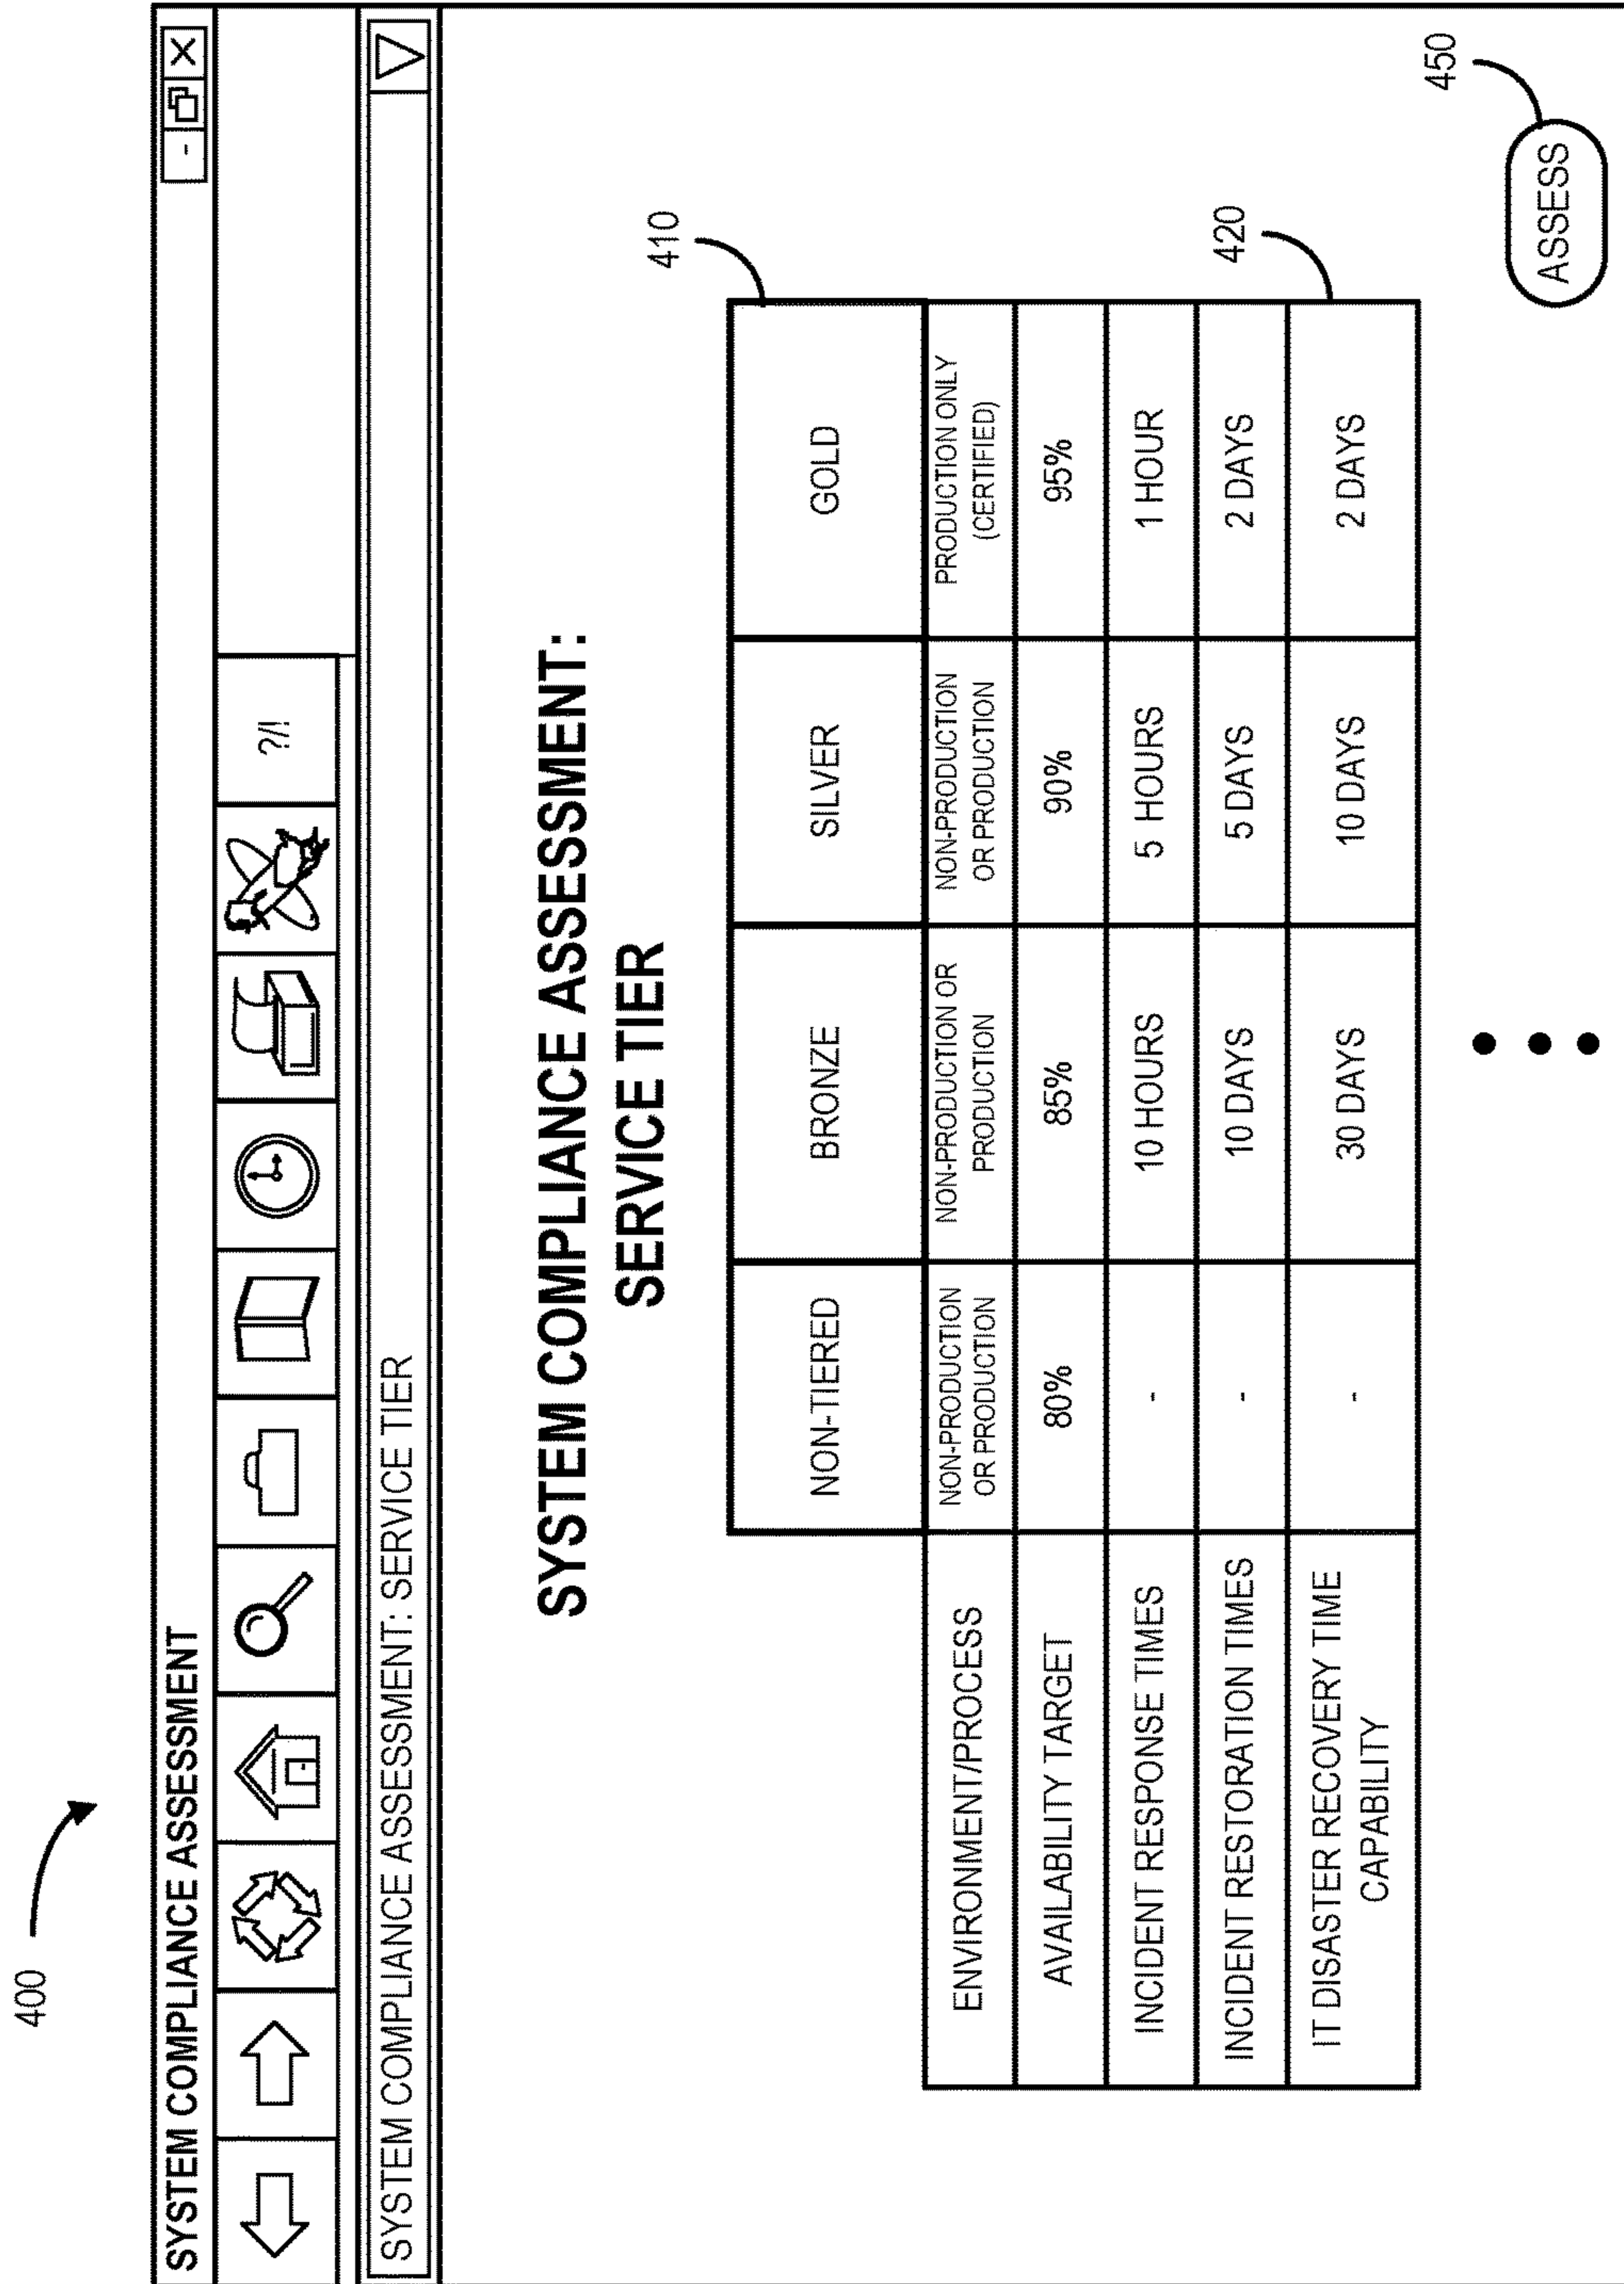 400
SYSTEM COMPLIANCE ASSESSMENT
- X
?/!
SYSTEM COMPLIANCE ASSESSMENT: SERVICE TIER
SYSTEM COMPLIANCE ASSESSMENT:
SERVICE TIER
410
NON-TIERED BRONZE SILVER GOLD
ENVIRONMENT/PROCESS
NON-PRODUCTION
OR PRODUCTION
NON-PRODUCTION OR
PRODUCTION
NON-PRODUCTION
OR PRODUCTION
PRODUCTION ONLY
(CERTIFIED)
AVAILABILITY TARGET 80% 85% 90% 95%
INCIDENT RESPONSE TIMES - 10 HOURS 5 HOURS 1 HOUR
INCIDENT RESTORATION TIMES - 10 DAYS 5 DAYS 2 DAYS
IT DISASTER RECOVERY TIME
CAPABILITY
- 30 DAYS 10 DAYS 2 DAYS
420
ASSESS
450